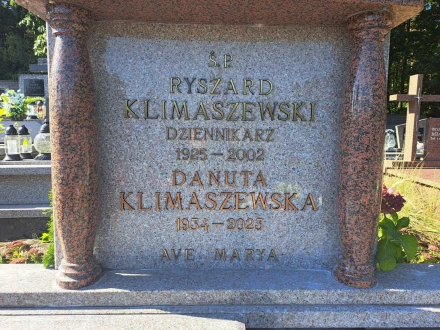 Ś.P.
RYSZARD
KLIMASZEWSKI
DZIENNIKARZ
1925 – 2002
DANUTA
KLIMASZEWSKA
1934 – 2023
AVE MARYA